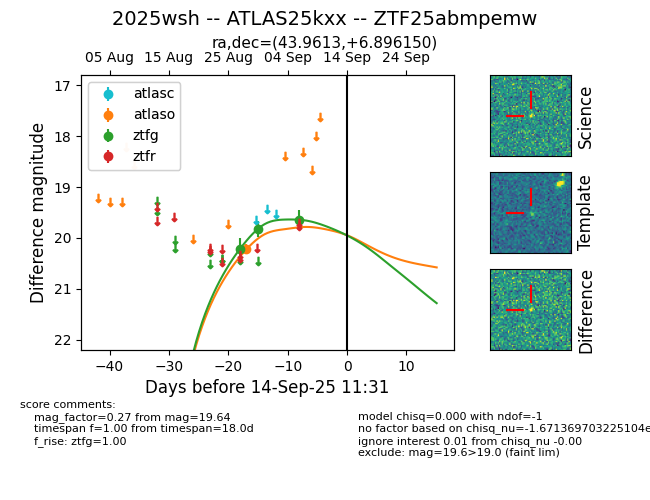 2025wsh -- ATLAS25kxx -- ZTF25abmpemw
ra,dec=(43.9613,+6.896150)
05 Aug 15 Aug 25 Aug 04 Sep 14 Sep 24 Sep
atlasc
atlaso
ztfg
ztfr
17
18
19
20
21
22
Difference magnitude
−40 −30 −20 −10 0 10
Days before 14-Sep-25 11:31
Science
Template
Difference
score comments:
mag_factor=0.27 from mag=19.64
timespan f=1.00 from timespan=18.0d
f_rise: ztfg=1.00
model chisq=0.000 with ndof=-1
no factor based on chisq_nu=-1.671369703225104e
ignore interest 0.01 from chisq_nu -0.00
exclude: mag=19.6>19.0 (faint lim)